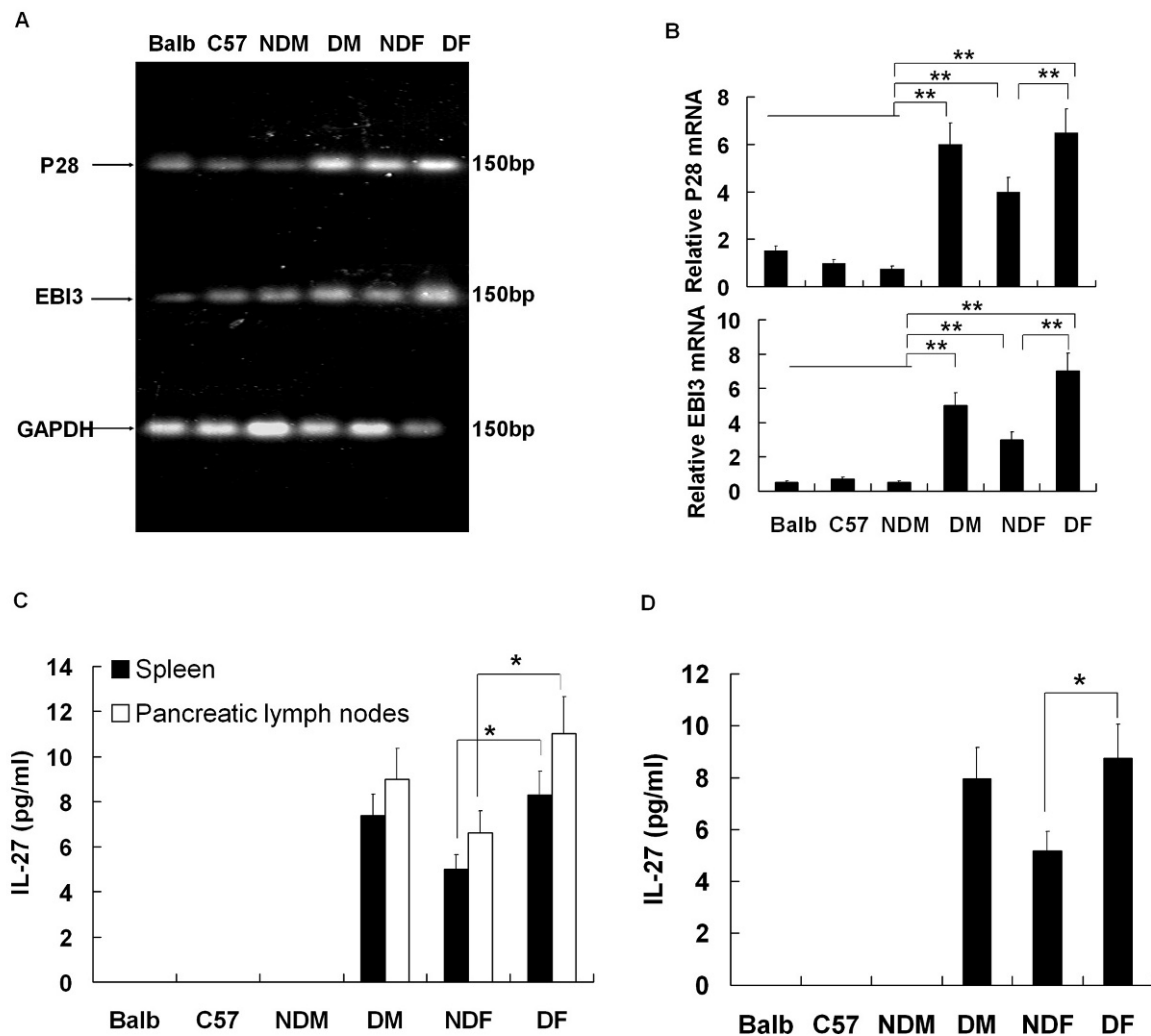 A
Balb C57 NDM DM NDF DF
P28
150bp
EBI3
150bp
GAPDH
150bp
B
Relative P28 mRNA
8
6
4
2
0
** ** ** **
Relative EBI3 mRNA
10
8
6
4
2
0
** ** ** **
Balb C57 NDM DM NDF DF
C
IL-27 (pg/ml)
14
12
10
8
6
4
2
0
Spleen
Pancreatic lymph nodes
*
*
Balb C57 NDM DM NDF DF
D
IL-27 (pg/ml)
12
10
8
6
4
2
0
*
Balb C57 NDM DM NDF DF